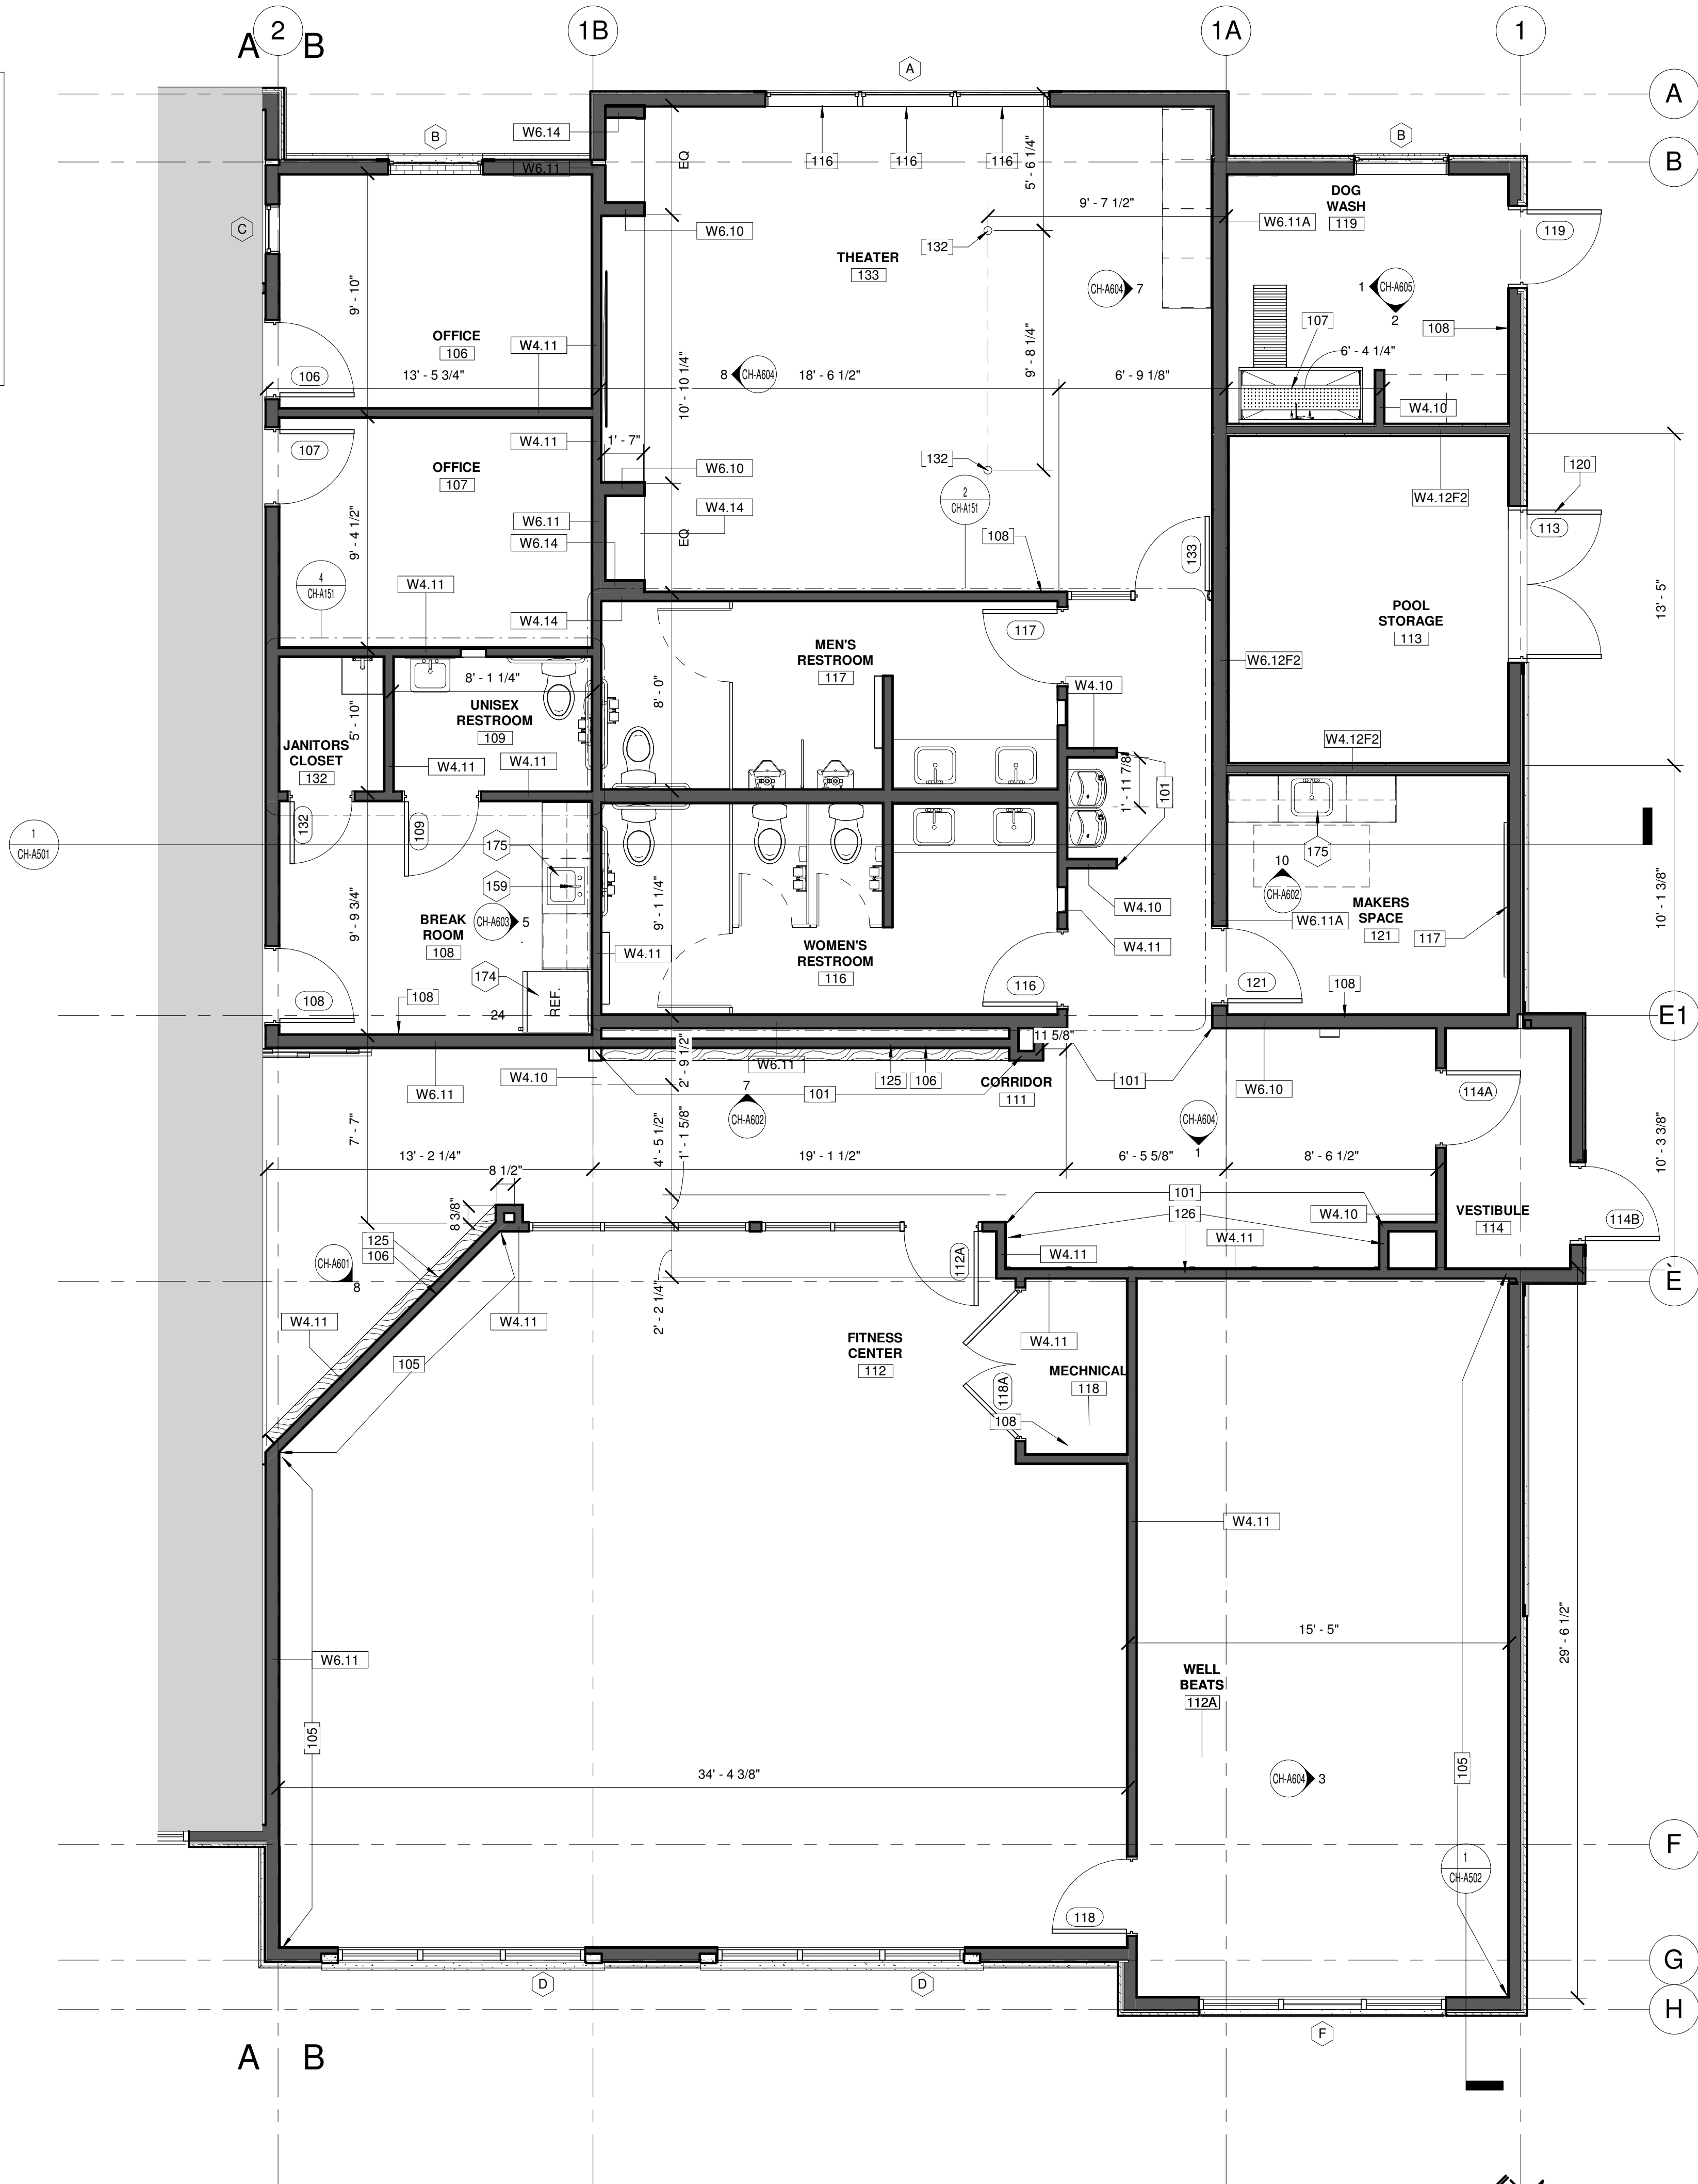 2
1B
1A
1
A B
A
A
B
B
W6.14
W6.11
EQ
116
116
116
5' - 6 1/4"
B
C
W6.10
9' - 7 1/2"
132
THEATER
133
CH-A604
7
DOG
WASH
119
W6.11A
119
1
CH-A605
2
107
108
6' - 4 1/4"
W4.10
9' - 10"
OFFICE
106
W4.11
106
13' - 5 3/4"
8
CH-A604
18' - 6 1/2"
9' - 8 1/4"
6' - 9 1/8"
10' - 10 1/4"
107
W4.11
1' - 7"
OFFICE
107
W6.10
132
2
CH-A151
W4.12F2
120
113
9' - 4 1/2"
W6.11
W4.14
W6.14
EQ
108
133
4
CH-A151
W4.11
W4.14
POOL
STORAGE
113
13' - 5"
117
MEN'S
RESTROOM
117
W6.12F2
8' - 1 1/4"
8' - 0"
W4.10
UNISEX
RESTROOM
109
5' - 10"
JANITORS
CLOSET
132
W4.11
W4.11
W4.12F2
1' - 11 7/8"
101
132
109
1
CH-A501
175
159
175
10
CH-A602
9' - 9 3/4"
BREAK
ROOM
108
CH-A603
5
9' - 1 1/4"
W4.10
W6.11A
MAKERS
SPACE
121
117
10' - 1 3/8"
W4.11
WOMEN'S
RESTROOM
116
W4.11
174
108
108
24
REF.
116
121
108
E1
W6.11
W4.10
2' - 9 1/2"
W6.11
11 5/8"
125
106
CORRIDOR
111
101
W6.10
114A
7
CH-A602
101
CH-A604
1
7' - 7"
4' - 5 1/2"
1' - 1 5/8"
10' - 3 3/8"
13' - 2 1/4"
19' - 1 1/2"
6' - 5 5/8"
8' - 6 1/2"
8 1/2"
8 3/8"
101
126
W4.10
VESTIBULE
114
114B
125
106
CH-A601
8
W4.11
W4.11
112A
E
W4.11
W4.11
2' - 2 1/4"
FITNESS
CENTER
112
W4.11
105
MECHNICAL
118
118A
108
W4.11
W6.11
15' - 5"
29' - 6 1/2"
WELL
BEATS
112A
105
105
34' - 4 3/8"
CH-A604
3
F
1
CH-A502
118
G
D
D
H
F
A B